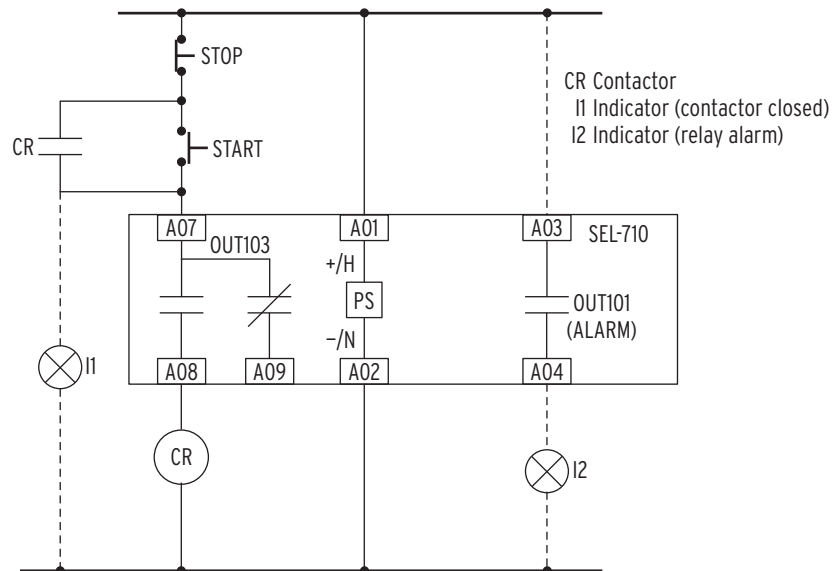 STOP
CR Contactor
I1 Indicator (contactor closed)
I2 Indicator (relay alarm)
CR
START
A07
A01
A03
SEL-710
OUT103
+/H
PS
OUT101
(ALARM)
–/N
I1
A08
A09
A02
A04
CR
I2